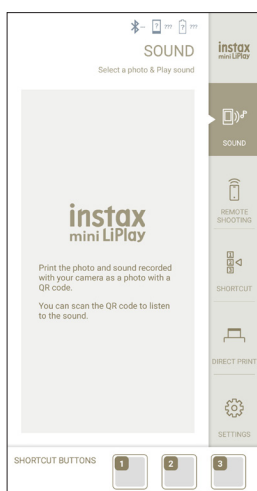 ? ??? ? ???
SOUND
Select a photo & Play sound
instax
mini LiPlay
SOUND
REMOTE
SHOOTING
SHORTCUT
DIRECT PRINT
SETTINGS
instax
mini LiPlay
Print the photo and sound recorded
with your camera as a photo with a
QR code.
You can scan the QR code to listen
to the sound.
SHORTCUT BUTTONS
1
2
3